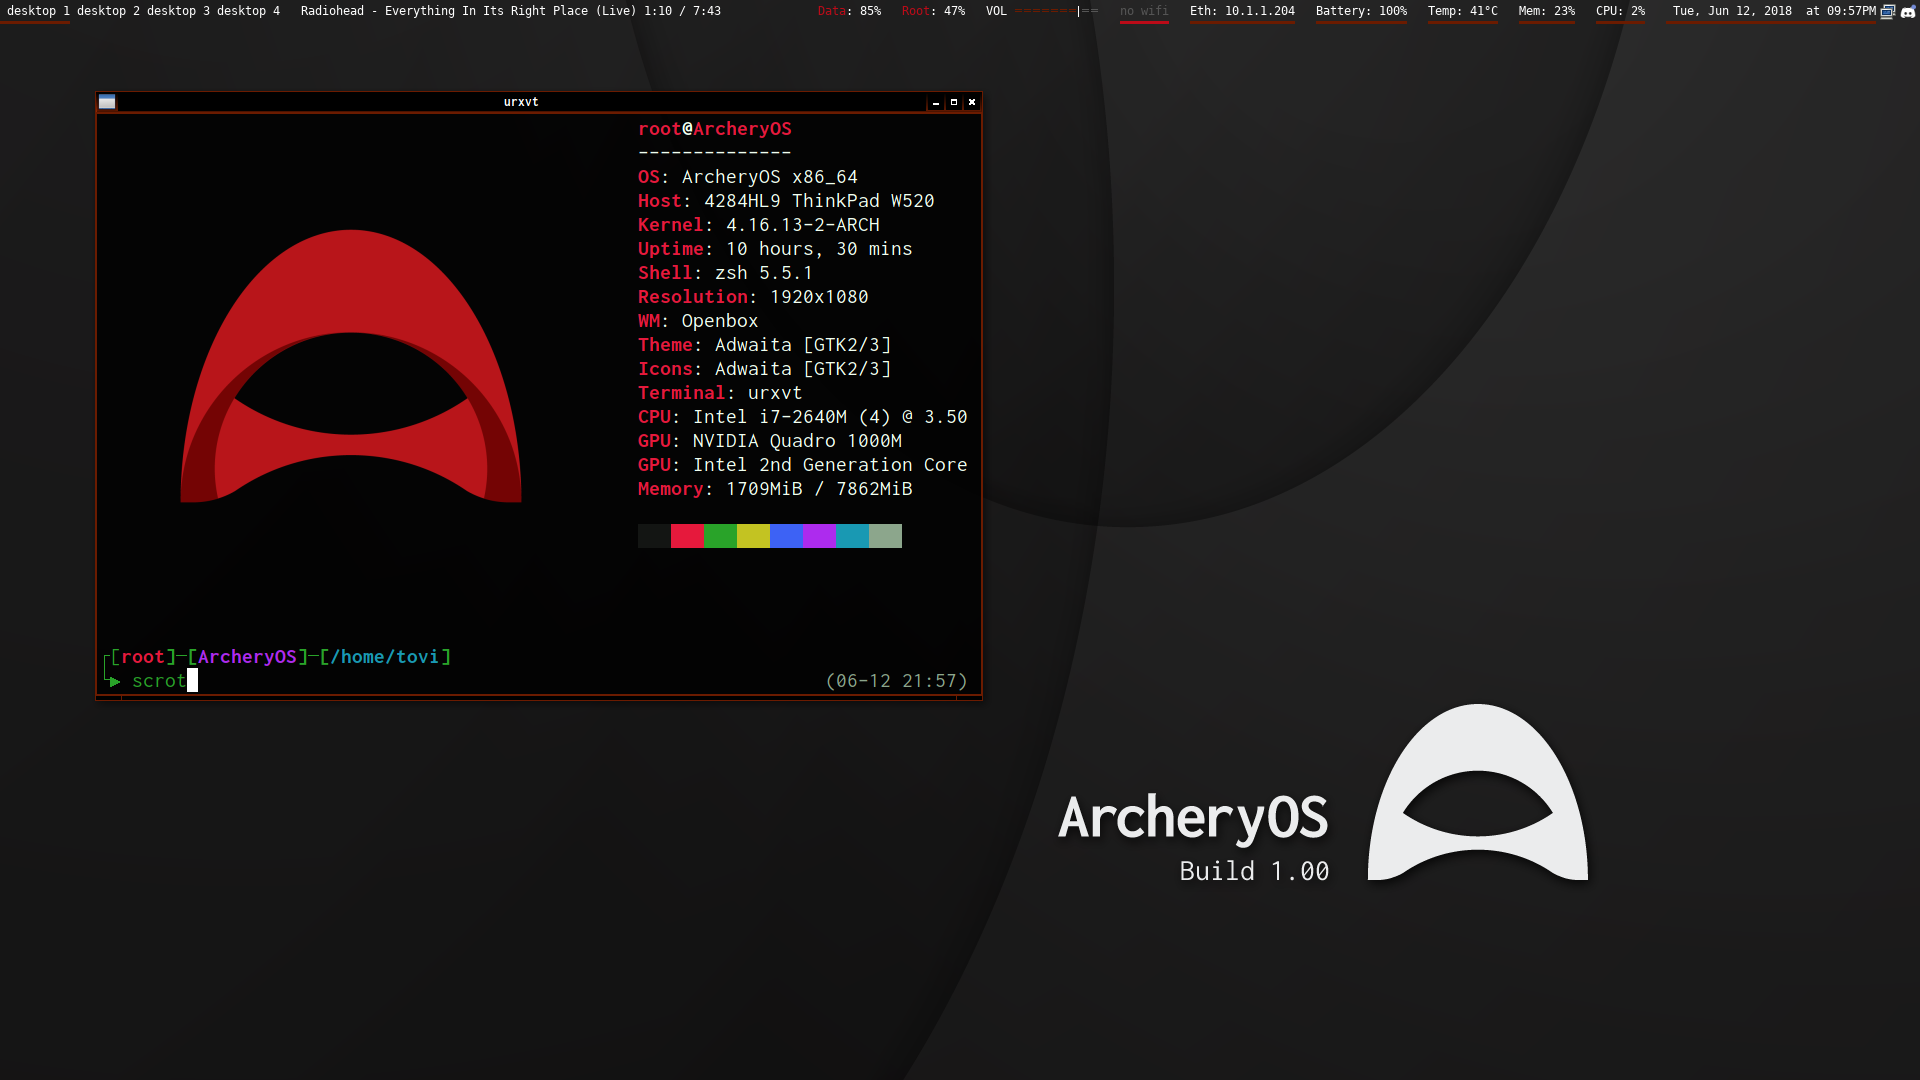 desktop 1 desktop 2 desktop 3 desktop 4 Radiohead - Everything In Its Right Place (Live) 1:10 / 7:43 Data: 85% Root: 47% VOL =======|== no wifi Eth: 10.1.1.204 Battery: 100% Temp: 41°C Mem: 23% CPU: 2% Tue, Jun 12, 2018 at 09:57PM
urxvt
root@ArcheryOS
--------------
OS: ArcheryOS x86_64
Host: 4284HL9 ThinkPad W520
Kernel: 4.16.13-2-ARCH
Uptime: 10 hours, 30 mins
Shell: zsh 5.5.1
Resolution: 1920x1080
WM: Openbox
Theme: Adwaita [GTK2/3]
Icons: Adwaita [GTK2/3]
Terminal: urxvt
CPU: Intel i7-2640M (4) @ 3.50
GPU: NVIDIA Quadro 1000M
GPU: Intel 2nd Generation Core
Memory: 1709MiB / 7862MiB
┌[root]─[ArcheryOS]─[/home/tovi]
└▶ scrot (06-12 21:57)
ArcheryOS
Build 1.00